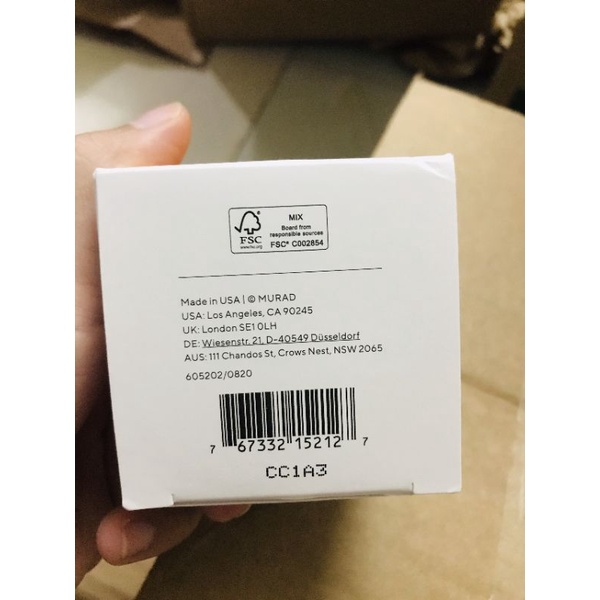 FSC
www.fsc.org
MIX
Board from
responsible sources
FSC® C002854
Made in USA | © MURAD
USA: Los Angeles, CA 90245
UK: London SE1 0LH
DE: Wiesenstr. 21, D-40549 Düsseldorf
AUS: 111 Chandos St, Crows Nest, NSW 2065
605202/0820
7 67332 15212 7
CC1A3